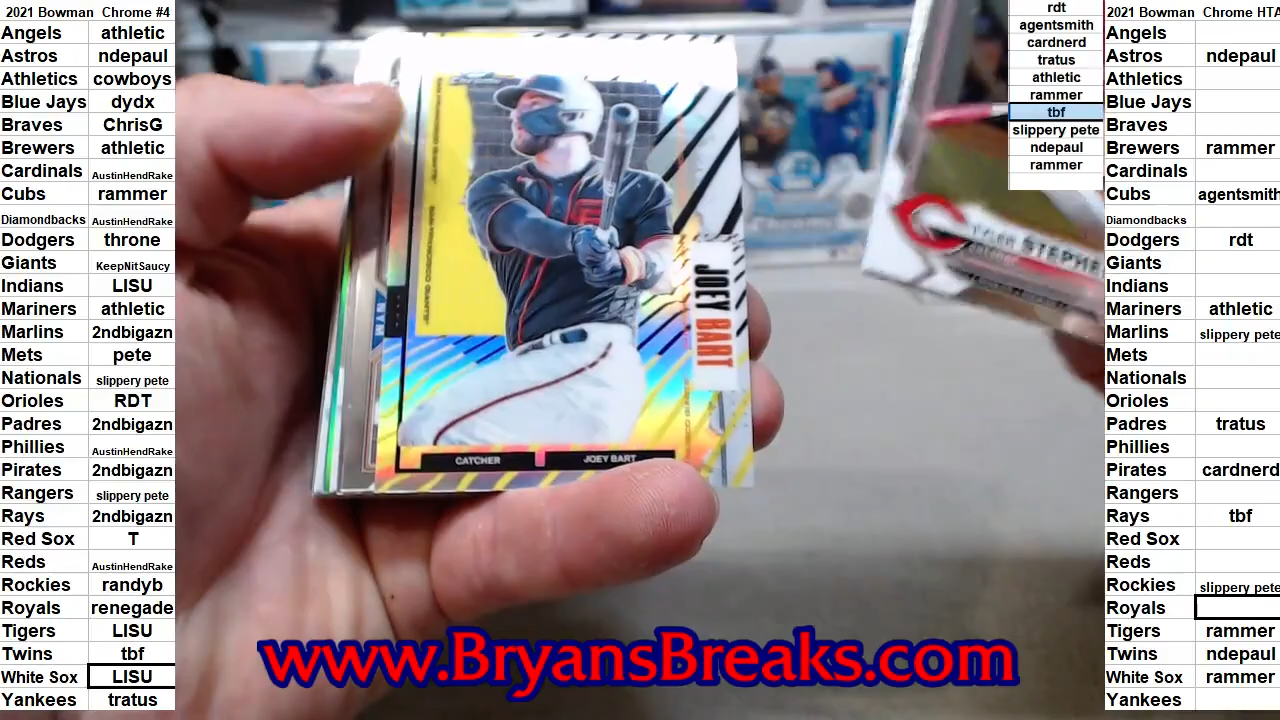 2021 Bowman Chrome #4
Angels athletic
Astros ndepaul
Athletics cowboys
Blue Jays dydx
Braves ChrisG
Brewers athletic
Cardinals AustinHendRake
Cubs rammer
Diamondbacks AustinHendRake
Dodgers throne
Giants KeepNitSaucy
Indians LISU
Mariners athletic
Marlins 2ndbigazn
Mets pete
Nationals slippery pete
Orioles RDT
Padres 2ndbigazn
Phillies AustinHendRake
Pirates 2ndbigazn
Rangers slippery pete
Rays 2ndbigazn
Red Sox T
Reds AustinHendRake
Rockies randyb
Royals renegade
Tigers LISU
Twins tbf
White Sox LISU
Yankees tratus
JOEY BART
CATCHER JOEY BART
TOM STEPHE
www.BryansBreaks.com
rdt
agentsmith
cardnerd
tratus
athletic
rammer
tbf
slippery pete
ndepaul
rammer
2021 Bowman Chrome HTA
Angels
Astros ndepaul
Athletics
Blue Jays
Braves
Brewers rammer
Cardinals
Cubs agentsmith
Diamondbacks
Dodgers rdt
Giants
Indians
Mariners athletic
Marlins slippery pete
Mets
Nationals
Orioles
Padres tratus
Phillies
Pirates cardnerd
Rangers
Rays tbf
Red Sox
Reds
Rockies slippery pete
Royals
Tigers rammer
Twins ndepaul
White Sox rammer
Yankees